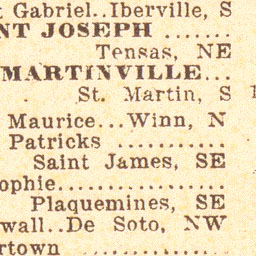 t Gabriel..Iberville, S
NT JOSEPH .......
Tensas, NE
MARTINVILLE...
St. Martin, S
Maurice...Winn, N
Patricks ............
Saint James, SE
ophie..................
Plaquemines, SE
wall..De Soto, NW
rtown ..............